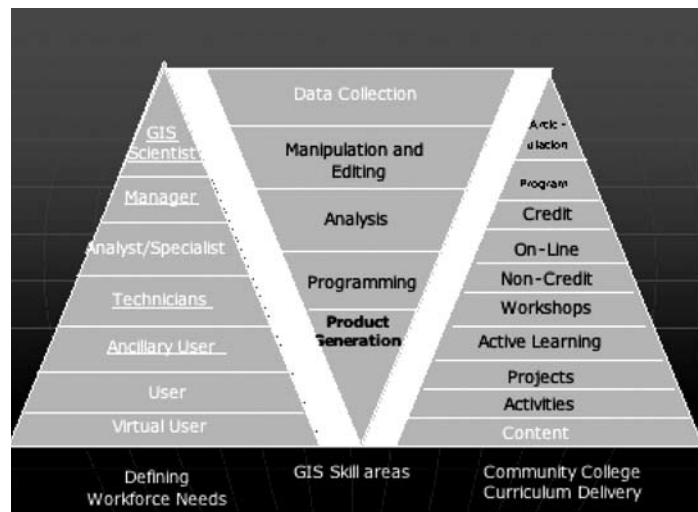 GIS
Scientist
Manager
Analyst/Specialist
Technicians
Ancillary User
User
Virtual User
Defining
Workforce Needs
Data Collection
Manipulation and
Editing
Analysis
Programming
Product
Generation
GIS Skill areas
Program
Credit
On-Line
Non-Credit
Workshops
Active Learning
Projects
Activities
Content
Community College
Curriculum Delivery